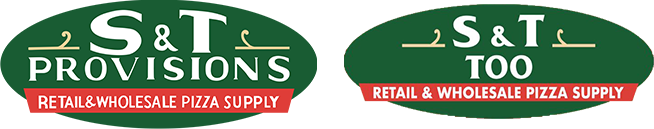 S & T
PROVISIONS
RETAIL&WHOLESALE PIZZA SUPPLY
S & T
TOO
RETAIL & WHOLESALE PIZZA SUPPLY